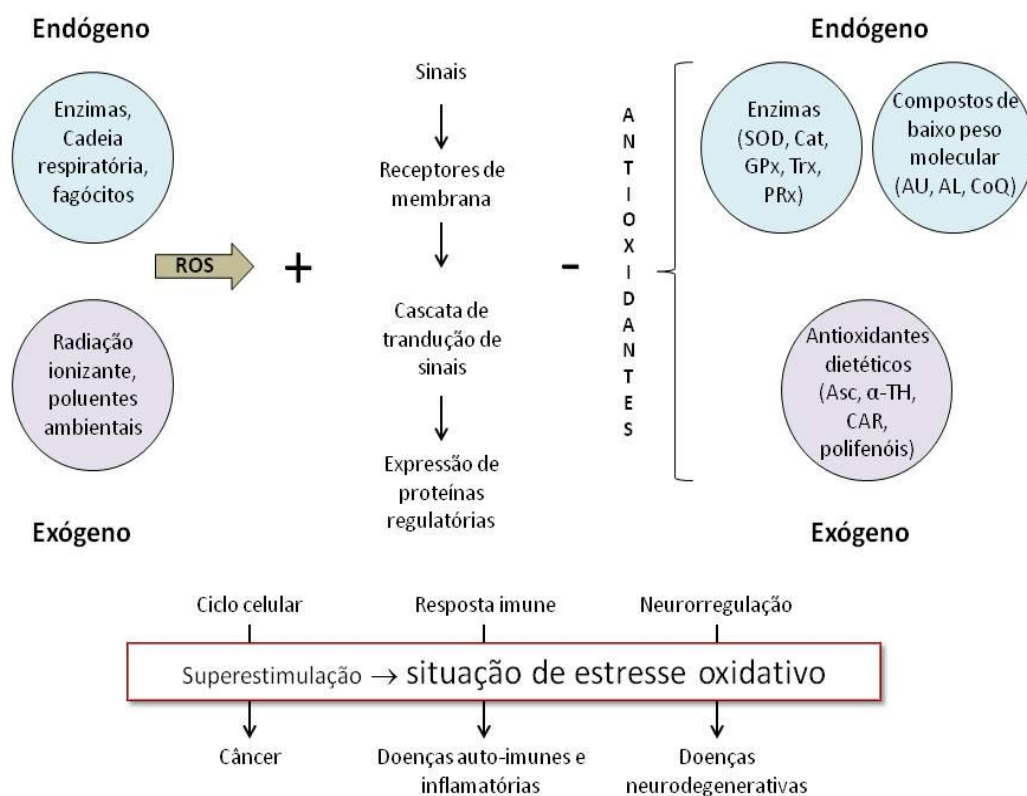 Endógeno
Enzimas,
Cadeia
respiratória,
fagócitos
ROS
+
Radiação
ionizante,
poluentes
ambientais
Exógeno
Sinais
Receptores de
membrana
Cascata de
trandução de
sinais
Expressão de
proteínas
regulatórias
-
A
N
T
I
O
X
I
D
A
N
T
E
S
Endógeno
Enzimas
(SOD, Cat,
GPx, Trx,
PRx)
Compostos de
baixo peso
molecular
(AU, AL, CoQ)
Antioxidantes
dietéticos
(Asc, α-TH,
CAR,
polifenóis)
Exógeno
Ciclo celular
Resposta imune
Neurorregulação
Superestimulação → situação de estresse oxidativo
Câncer
Doenças auto-imunes e
inflamatórias
Doenças
neurodegenerativas